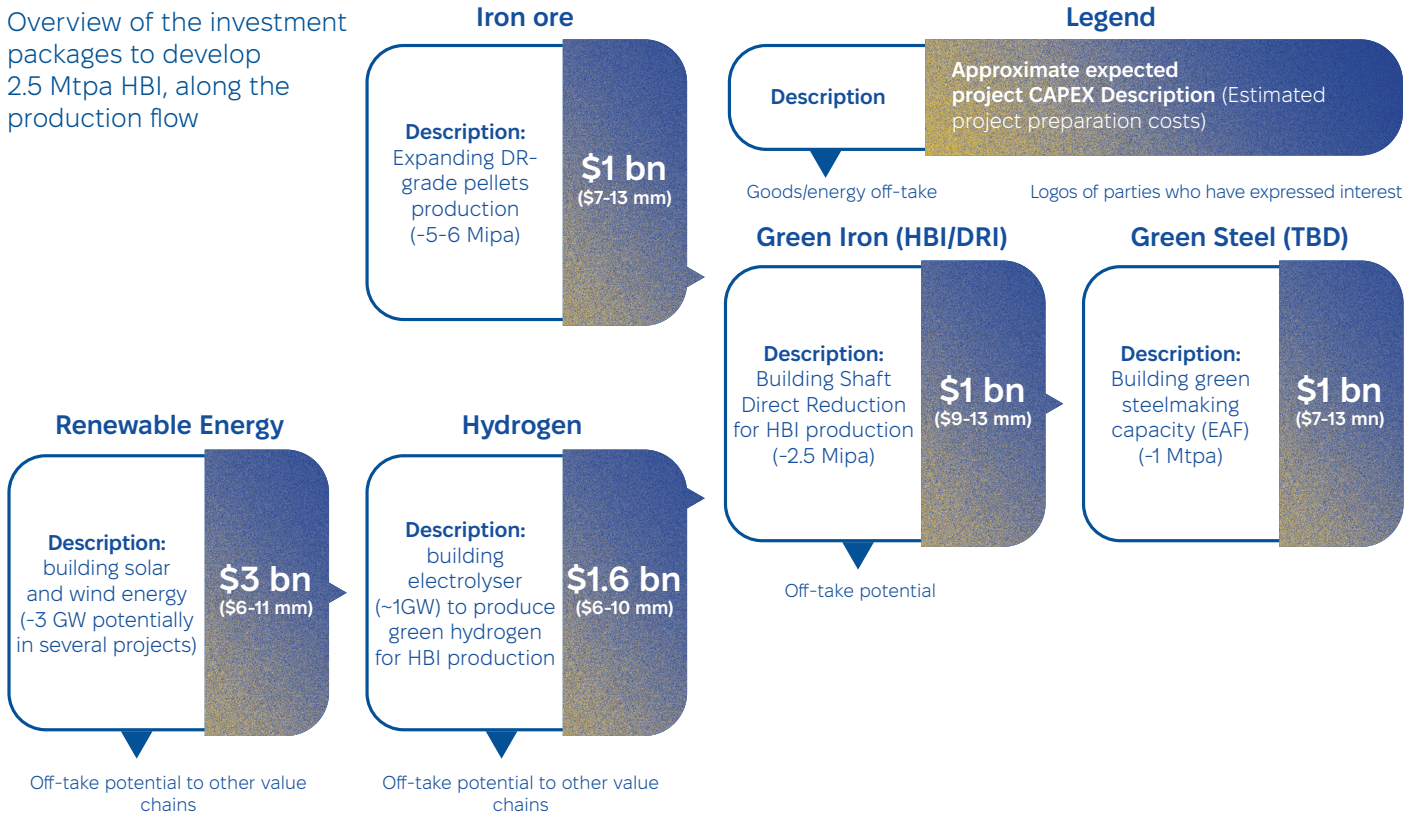 Overview of the investment
packages to develop
2.5 Mtpa HBI, along the
production flow
Iron ore
Description:
Expanding DR-
grade pellets
production
(-5-6 Mipa)
$1 bn
($7-13 mm)
Legend
Description
Approximate expected
project CAPEX Description (Estimated
project preparation costs)
Goods/energy off-take
Logos of parties who have expressed interest
Green Iron (HBI/DRI)
Description:
Building Shaft
Direct Reduction
for HBI production
(-2.5 Mipa)
$1 bn
($9-13 mm)
Off-take potential
Green Steel (TBD)
Description:
Building green
steelmaking
capacity (EAF)
(-1 Mtpa)
$1 bn
($7-13 mn)
Renewable Energy
Description:
building solar
and wind energy
(-3 GW potentially
in several projects)
$3 bn
($6-11 mm)
Off-take potential to other value
chains
Hydrogen
Description:
building
electrolyser
(~1GW) to produce
green hydrogen
for HBI production
$1.6 bn
($6-10 mm)
Off-take potential to other value
chains